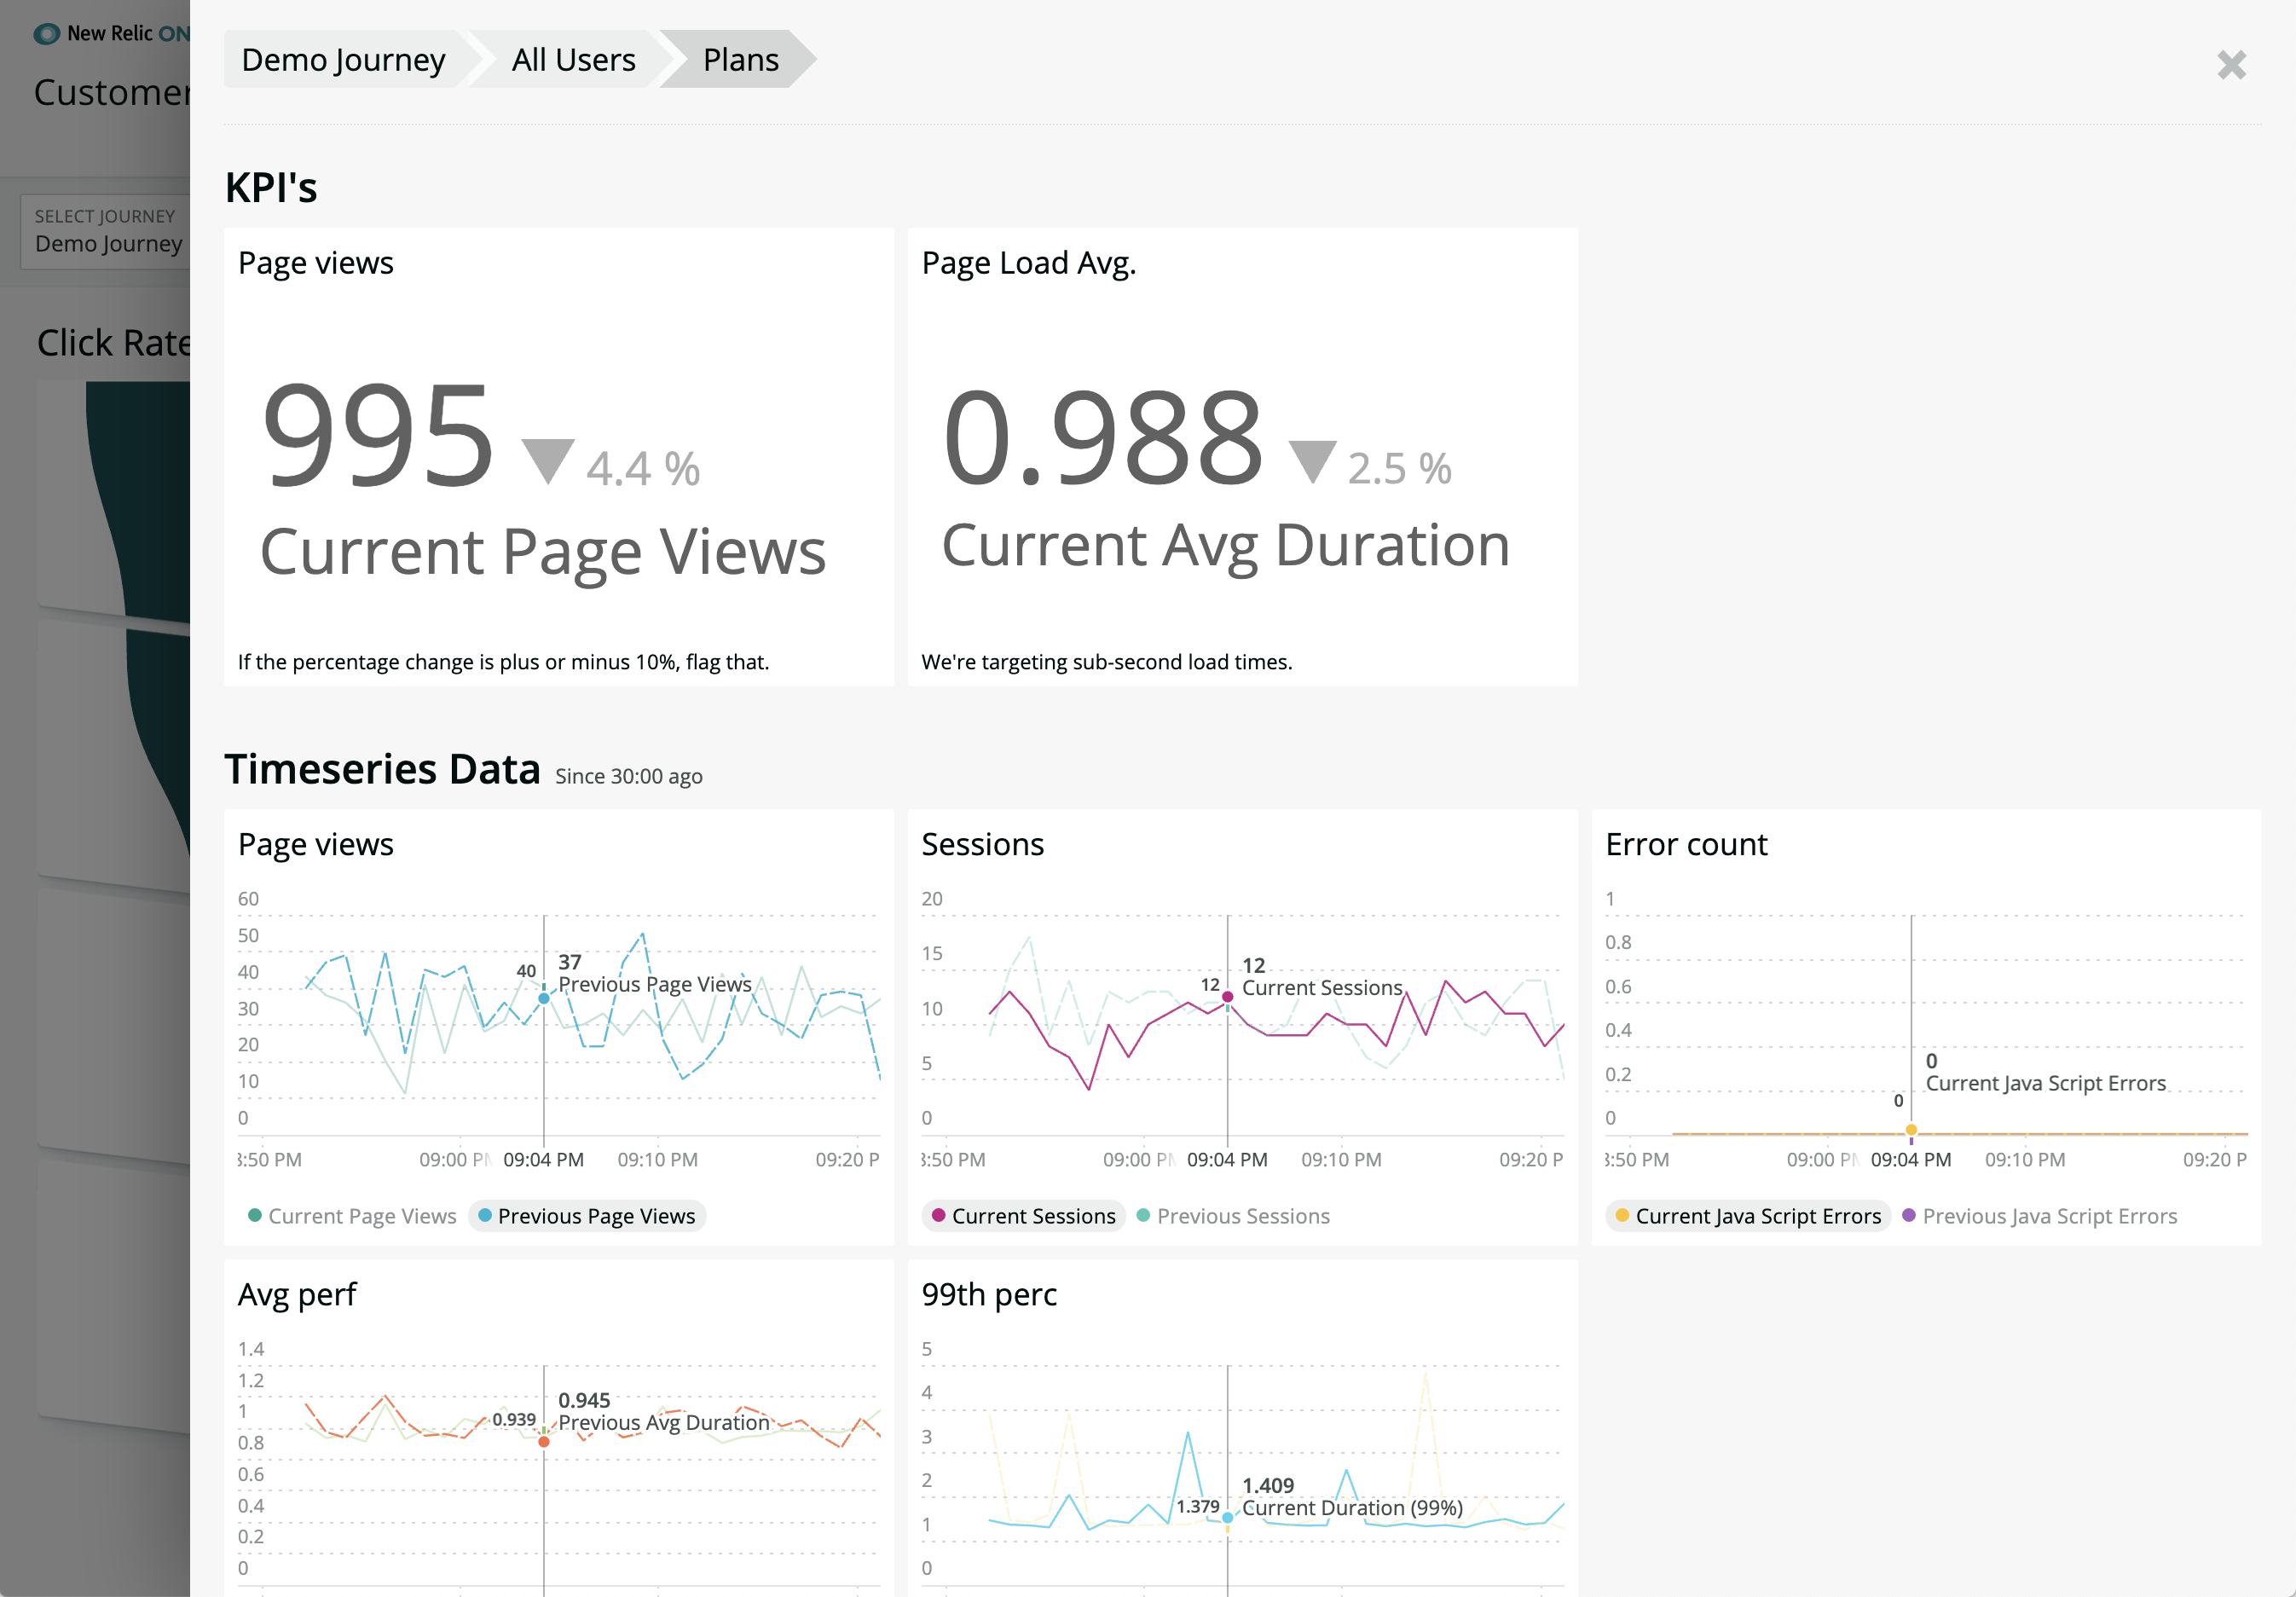 New Relic ON
Customer
SELECT JOURNEY
Demo Journey
Click Rate
Demo Journey
All Users
Plans
KPI's
Page views
995
4.4 %
Current Page Views
If the percentage change is plus or minus 10%, flag that.
Page Load Avg.
0.988
2.5 %
Current Avg Duration
We're targeting sub-second load times.
Timeseries Data Since 30:00 ago
Page views
60
50
40
30
20
10
0
40
37
Previous Page Views
:50 PM
09:00 P
09:04 PM
09:10 PM
09:20 P
Current Page Views
Previous Page Views
Sessions
20
15
10
5
0
12
12
Current Sessions
:50 PM
09:00 P
09:04 PM
09:10 PM
09:20 P
Current Sessions
Previous Sessions
Error count
1
0.8
0.6
0.4
0.2
0
0
0
Current Java Script Errors
:50 PM
09:00 P
09:04 PM
09:10 PM
09:20 P
Current Java Script Errors
Previous Java Script Errors
Avg perf
1.4
1.2
1
0.8
0.6
0.4
0.2
0
0.939
0.945
Previous Avg Duration
99th perc
5
4
3
2
1
0
1.379
1.409
Current Duration (99%)